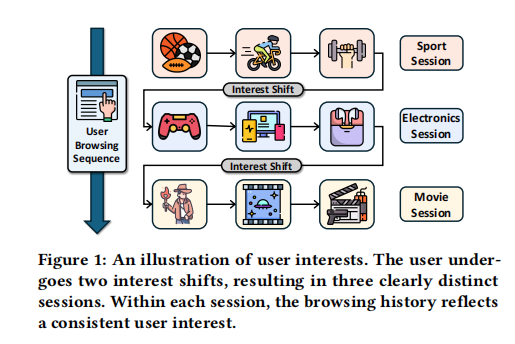 Sport
Session
Interest Shift
User
Browsing
Sequence
Electronics
Session
Interest Shift
Movie
Session
Figure 1: An illustration of user interests. The user under-
goes two interest shifts, resulting in three clearly distinct
sessions. Within each session, the browsing history reflects
a consistent user interest.